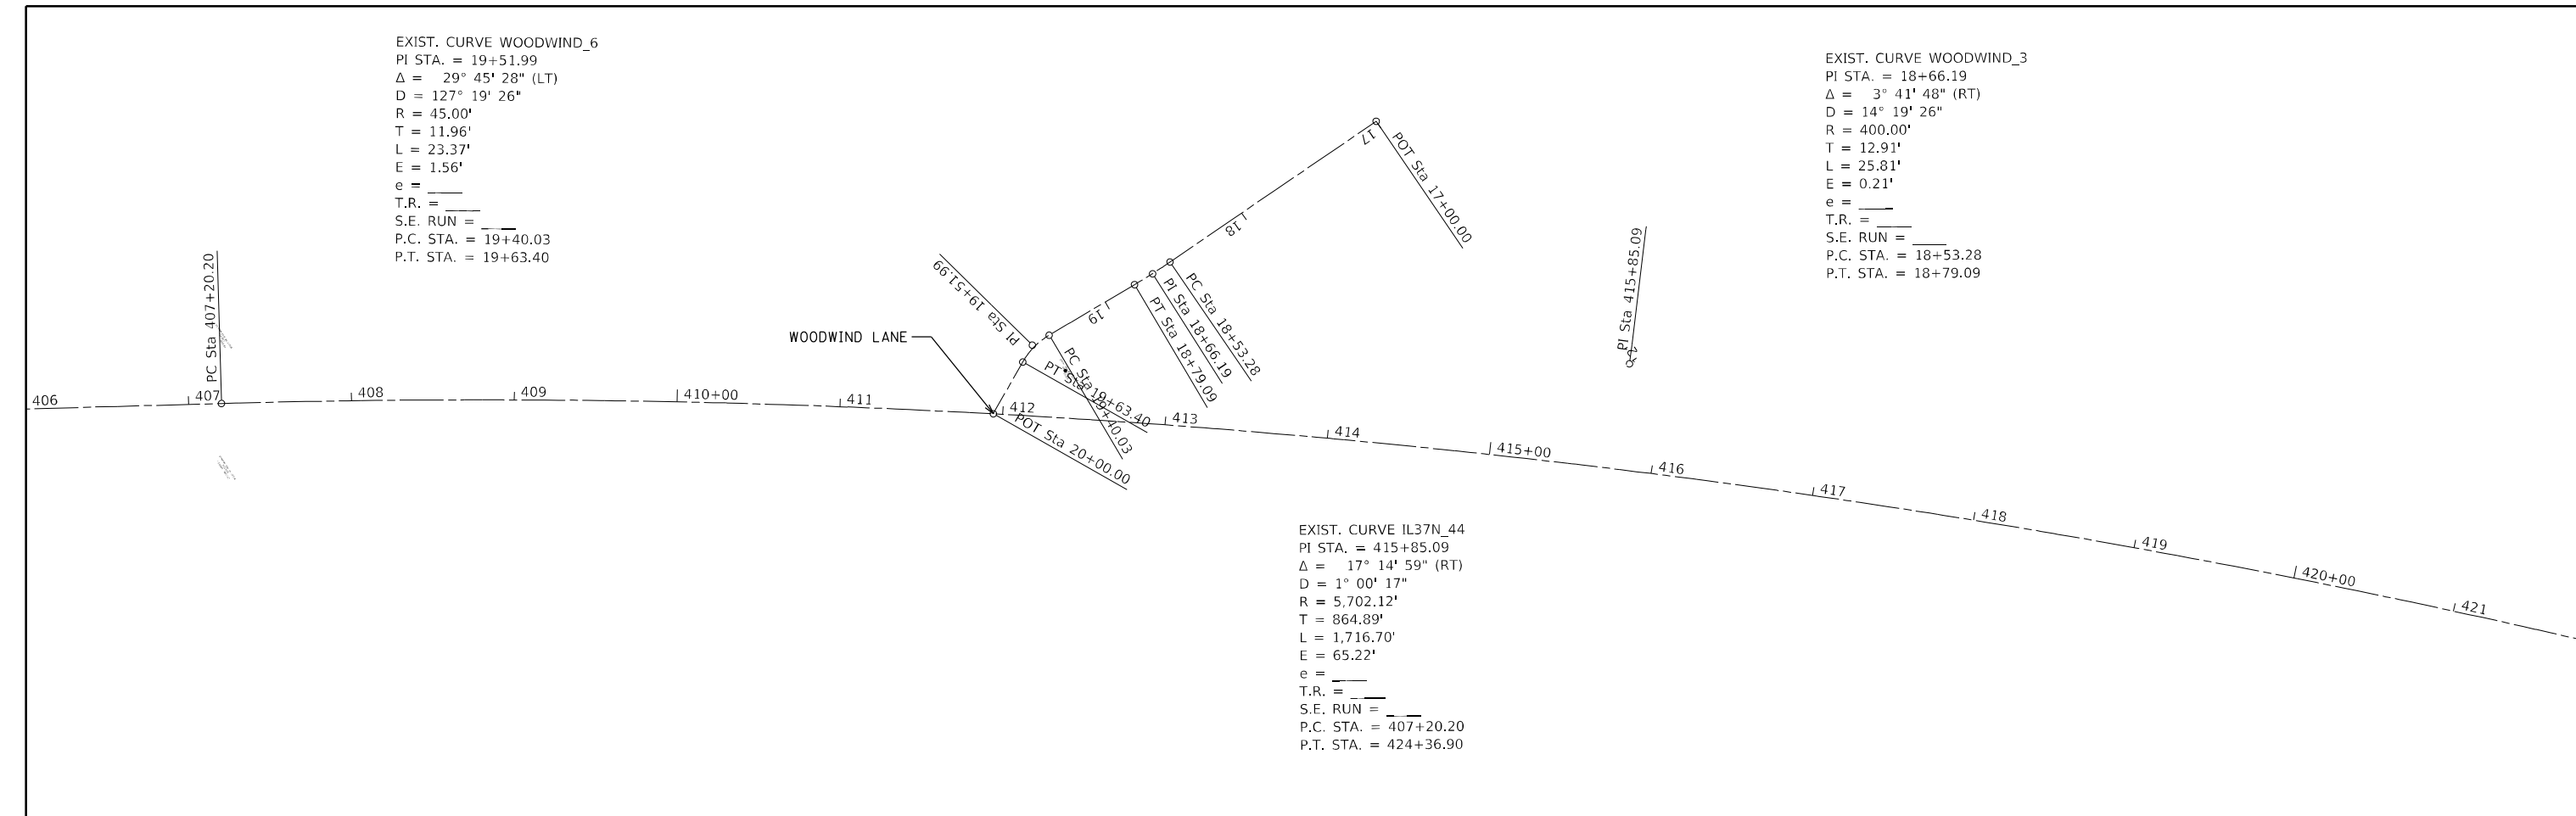 EXIST. CURVE WOODWIND_6
PI STA. = 19+51.99
Δ = 29° 45' 28" (LT)
D = 127° 19' 26"
R = 45.00'
T = 11.96'
L = 23.37'
E = 1.56'
e = ____
T.R. = ____
S.E. RUN = ____
P.C. STA. = 19+40.03
P.T. STA. = 19+63.40
EXIST. CURVE WOODWIND_3
PI STA. = 18+66.19
Δ = 3° 41' 48" (RT)
D = 14° 19' 26"
R = 400.00'
T = 12.91'
L = 25.81'
E = 0.21'
e = ____
T.R. = ____
S.E. RUN = ____
P.C. STA. = 18+53.28
P.T. STA. = 18+79.09
17
POT Sta 17+00.00
18
PC Sta 18+53.28
PI Sta 18+66.19
PT Sta 18+79.09
19
PI Sta 19+51.99
PC Sta 19+40.03
PT Sta 19+63.40
POT Sta 20+00.00
WOODWIND LANE
PC Sta 407+20.20
PI Sta 415+85.09
406
407
408
409
410+00
411
412
413
414
415+00
416
417
418
419
420+00
421
EXIST. CURVE IL37N_44
PI STA. = 415+85.09
Δ = 17° 14' 59" (RT)
D = 1° 00' 17"
R = 5,702.12'
T = 864.89'
L = 1,716.70'
E = 65.22'
e = ____
T.R. = ____
S.E. RUN = ____
P.C. STA. = 407+20.20
P.T. STA. = 424+36.90